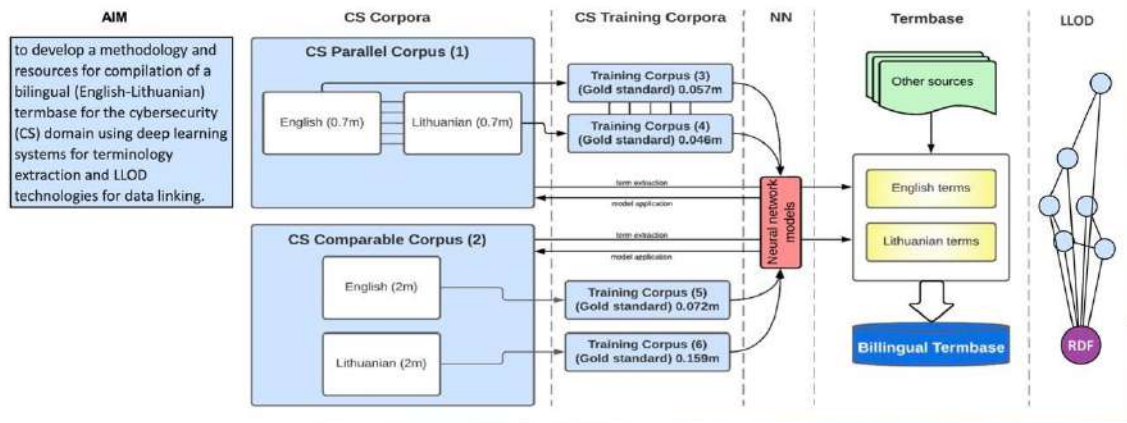 AIM
to develop a methodology and
resources for compilation of a
bilingual (English-Lithuanian)
termbase for the cybersecurity
(CS) domain using deep learning
systems for terminology
extraction and LLOD
technologies for data linking.
CS Corpora
CS Parallel Corpus (1)
English (0.7m)
Lithuanian (0.7m)
CS Comparable Corpus (2)
English (2m)
Lithuanian (2m)
CS Training Corpora
Training Corpus (3)
(Gold standard) 0.057m
Training Corpus (4)
(Gold standard) 0.046m
term extraction
model application
term extraction
model application
Training Corpus (5)
(Gold standard) 0.072m
Training Corpus (6)
(Gold standard) 0.159m
NN
Neural network
models
Termbase
Other sources
English terms
Lithuanian terms
Billingual Termbase
LLOD
RDF